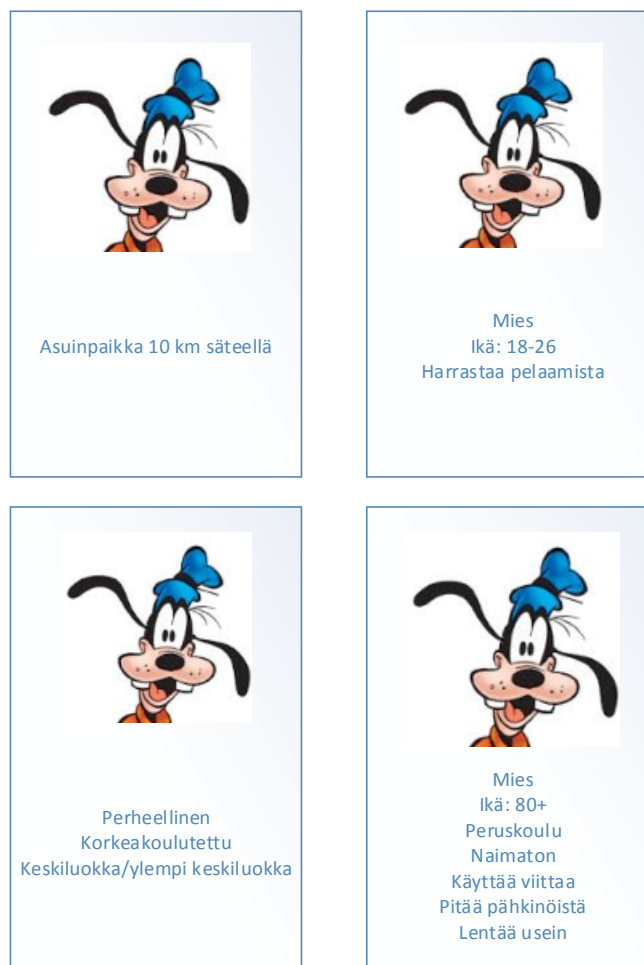 Asuinpaikka 10 km säteellä
Mies
Ikä: 18-26
Harrastaa pelaamista
Perheellinen
Korkeakoulutettu
Keskiluokka/ylempi keskiluokka
Mies
Ikä: 80+
Peruskoulu
Naimaton
Käyttää viittaa
Pitää pähkinöistä
Lentää usein